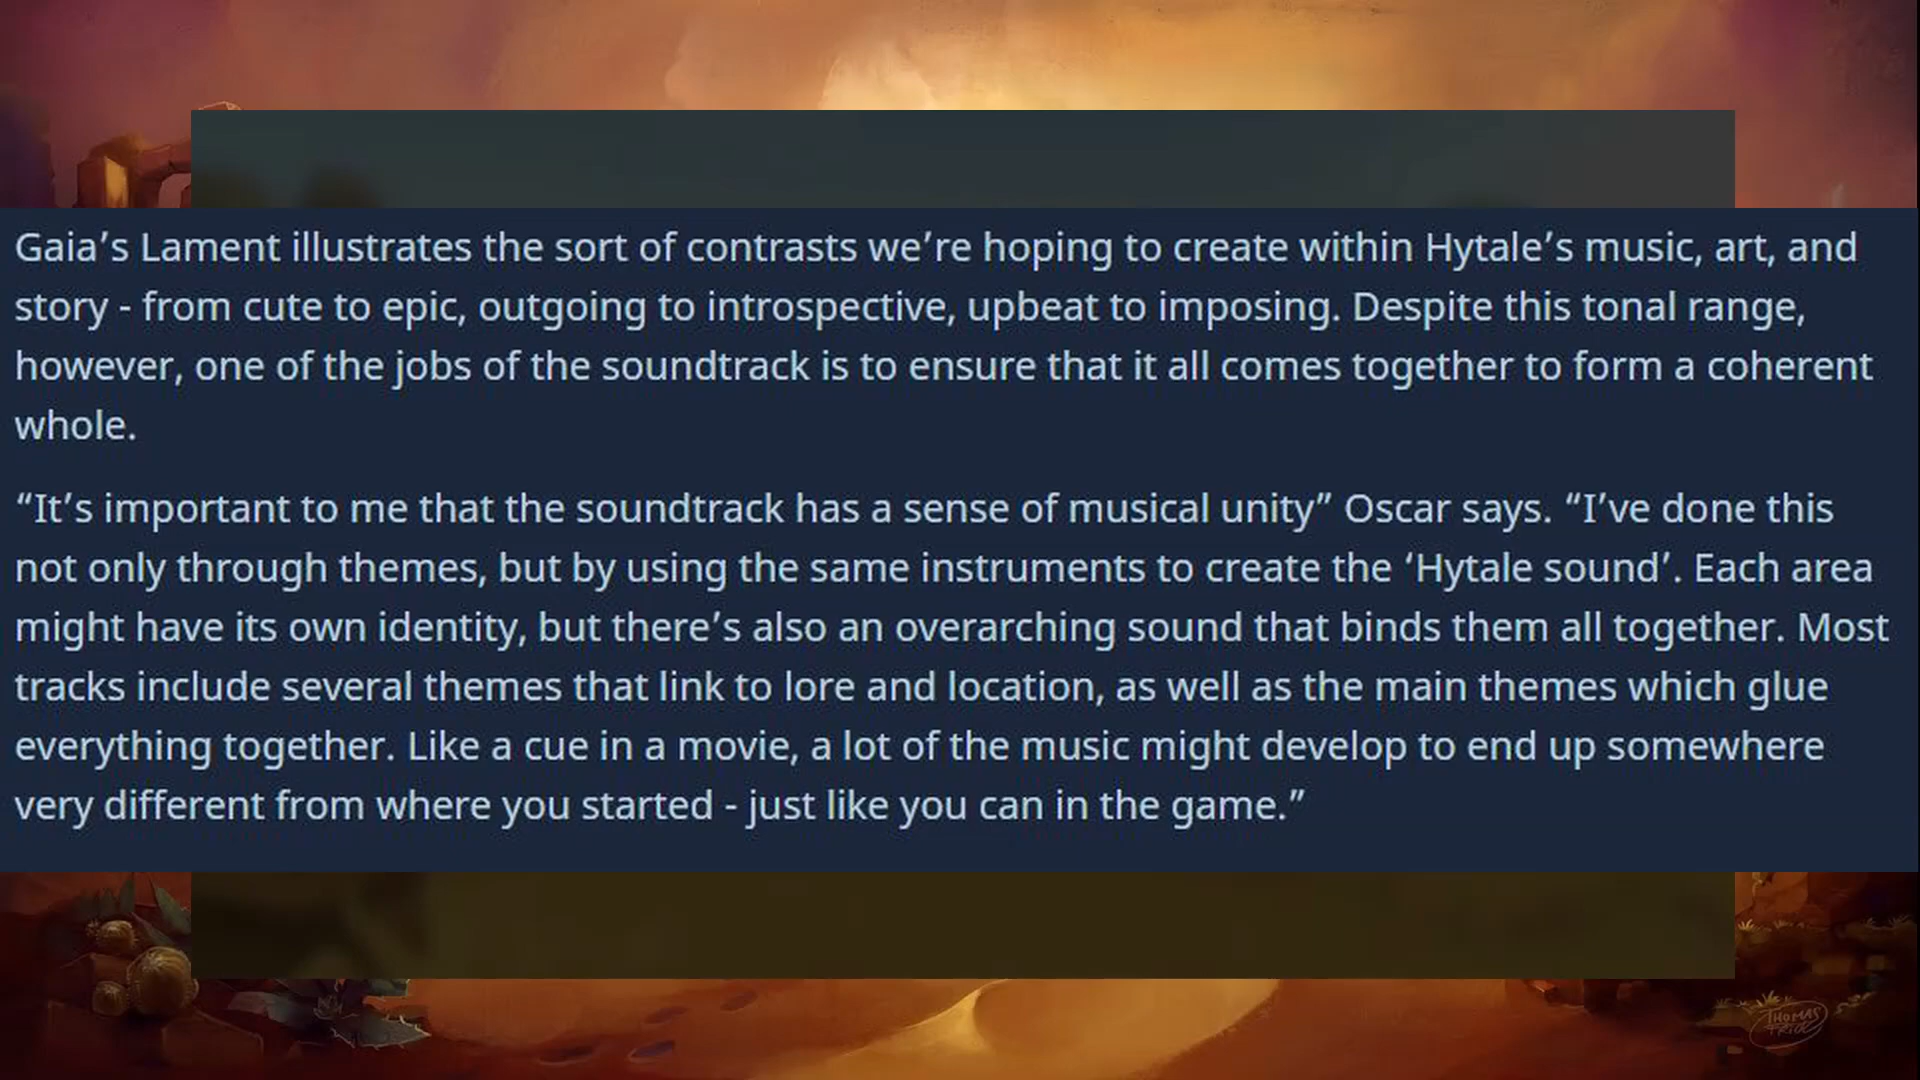 Gaia’s Lament illustrates the sort of contrasts we’re hoping to create within Hytale’s music, art, and
story - from cute to epic, outgoing to introspective, upbeat to imposing. Despite this tonal range,
however, one of the jobs of the soundtrack is to ensure that it all comes together to form a coherent
whole.
“It’s important to me that the soundtrack has a sense of musical unity” Oscar says. “I’ve done this
not only through themes, but by using the same instruments to create the ‘Hytale sound’. Each area
might have its own identity, but there’s also an overarching sound that binds them all together. Most
tracks include several themes that link to lore and location, as well as the main themes which glue
everything together. Like a cue in a movie, a lot of the music might develop to end up somewhere
very different from where you started - just like you can in the game.”
THOMAS